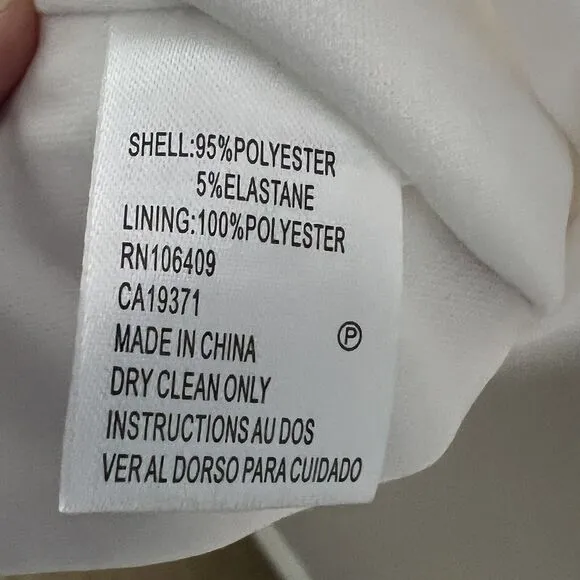 SHELL:95%POLYESTER
5%ELASTANE
LINING:100%POLYESTER
RN106409
CA19371
MADE IN CHINA
P
DRY CLEAN ONLY
INSTRUCTIONS AU DOS
VER AL DORSO PARA CUIDADO